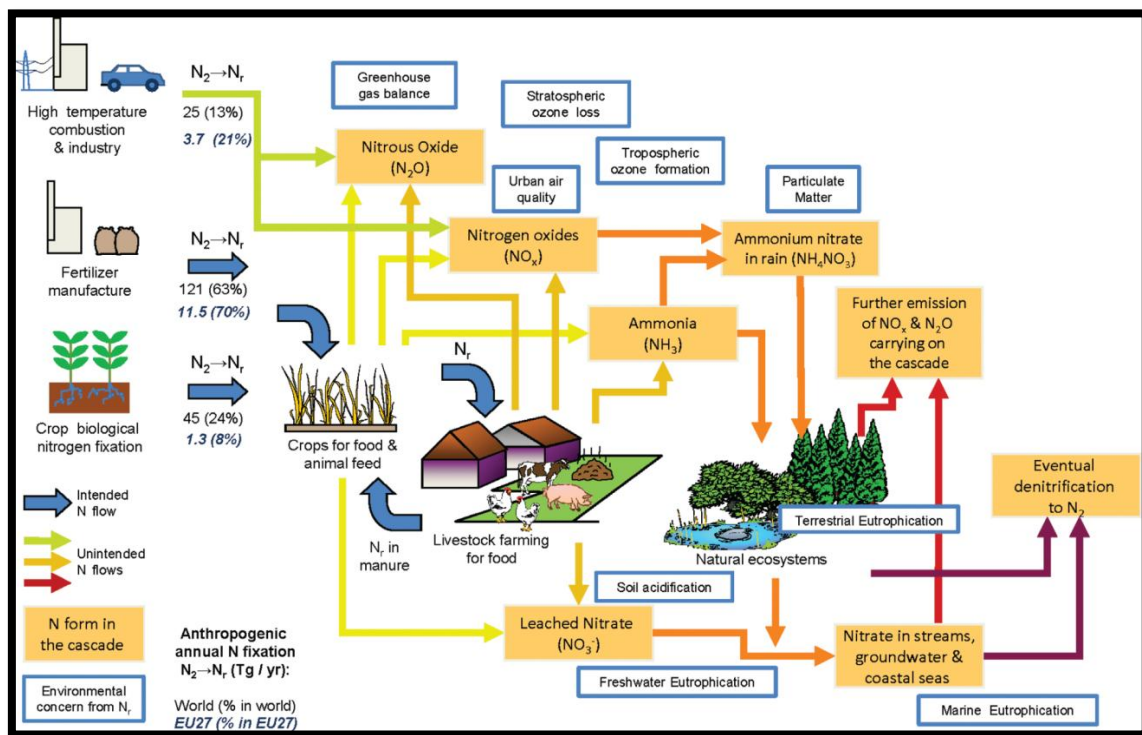 N₂→Nᵣ
High temperature
combustion
& industry
25 (13%)
3.7 (21%)
Greenhouse
gas balance
Stratospheric
ozone loss
Tropospheric
ozone formation
Nitrous Oxide
(N₂O)
Urban air
quality
Particulate
Matter
Nitrogen oxides
(NOₓ)
Ammonium nitrate
in rain (NH₄NO₃)
Fertilizer
manufacture
N₂→Nᵣ
121 (63%)
11.5 (70%)
Ammonia
(NH₃)
Further emission
of NOₓ & N₂O
carrying on
the cascade
Nᵣ
Crop biological
nitrogen fixation
N₂→Nᵣ
45 (24%)
1.3 (8%)
Crops for food &
animal feed
Nᵣ in
manure
Livestock farming
for food
Terrestrial Eutrophication
Natural ecosystems
Eventual
denitrification
to N₂
Intended
N flow
Unintended
N flows
N form in
the cascade
Environmental
concern from Nᵣ
Anthropogenic
annual N fixation
N₂→Nᵣ (Tg / yr):
World (% in world)
EU27 (% in EU27)
Soil acidification
Leached Nitrate
(NO₃⁻)
Freshwater Eutrophication
Nitrate in streams,
groundwater &
coastal seas
Marine Eutrophication